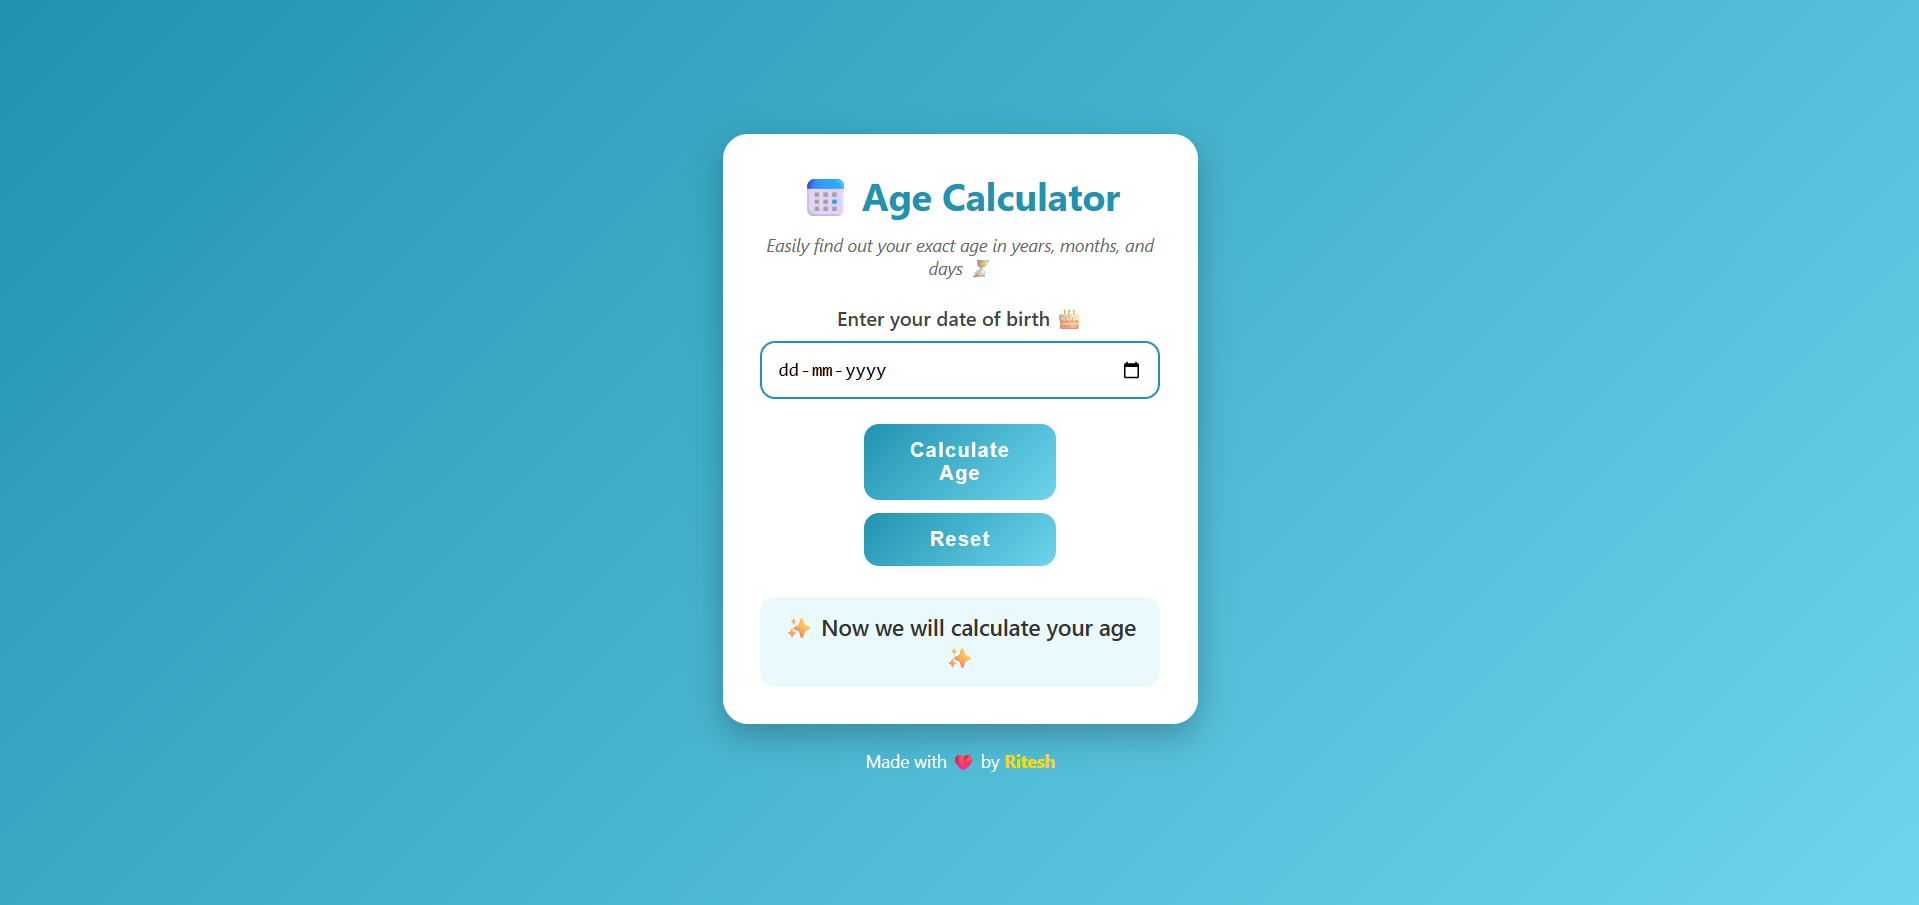 Age Calculator
Easily find out your exact age in years, months, and
days ⏳
Enter your date of birth 🎂
dd-mm-yyyy
Calculate
Age
Reset
✨ Now we will calculate your age
✨
Made with ❤️ by Ritesh